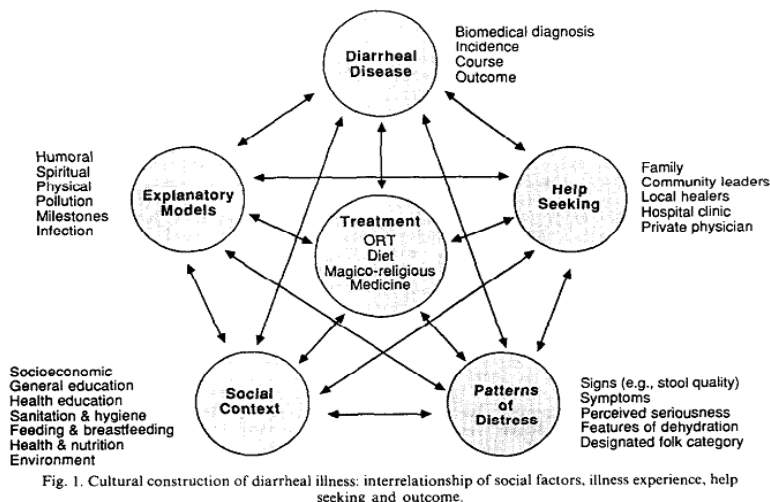 Diarrheal
Disease
Biomedical diagnosis
Incidence
Course
Outcome
Humoral
Spiritual
Physical
Pollution
Milestones
Infection
Explanatory
Models
Help
Seeking
Family
Community leaders
Local healers
Hospital clinic
Private physician
Treatment
ORT
Diet
Magico-religious
Medicine
Socioeconomic
General education
Health education
Sanitation & hygiene
Feeding & breastfeeding
Health & nutrition
Environment
Social
Context
Patterns
of
Distress
Signs (e.g., stool quality)
Symptoms
Perceived seriousness
Features of dehydration
Designated folk category
Fig. 1. Cultural construction of diarrheal illness: interrelationship of social factors, illness experience, help
seeking and outcome.